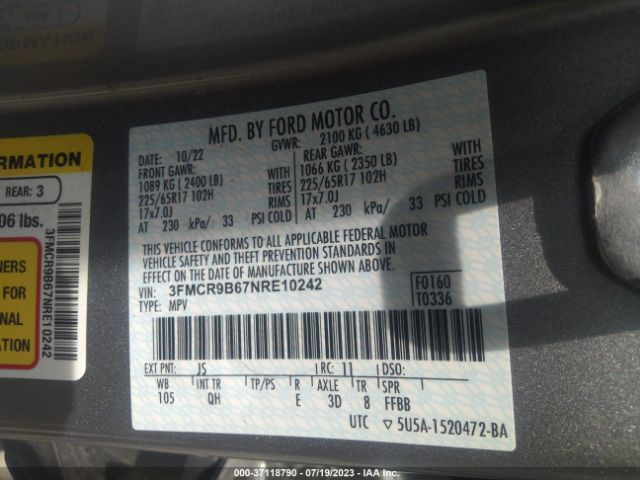 ORMATION
REAR: 3
06 lbs.
NERS
FOR
NAL
ATION
3FMCR9B67NRE10242
MFD. BY FORD MOTOR CO.
DATE: 10/22 GVWR: 2100 KG ( 4630 LB)
FRONT GAWR: WITH REAR GAWR: WITH
1089 KG (2400 LB) TIRES 1066 KG ( 2350 LB) TIRES
225/65R17 102H RIMS 225/65R17 102H RIMS
17x7.0J 17x7.0J
AT 230 kPa/ 33 PSI COLD AT 230 kPa/ 33 PSI COLD
THIS VEHICLE CONFORMS TO ALL APPLICABLE FEDERAL MOTOR
VEHICLE SAFETY AND THEFT PREVENTION STANDARDS IN
EFFECT ON THE DATE OF MANUFACTURE SHOWN ABOVE.
VIN: 3FMCR9B67NRE10242 F0160
TYPE: MPV T0336
EXT PNT: JS RC: 11 DSO:
WB INT TR TP/PS R AXLE TR SPR
105 QH E 3D 8 FFBB
UTC ▽ 5U5A-1520472-BA
000-37118790 - 07/19/2023 - IAA Inc.